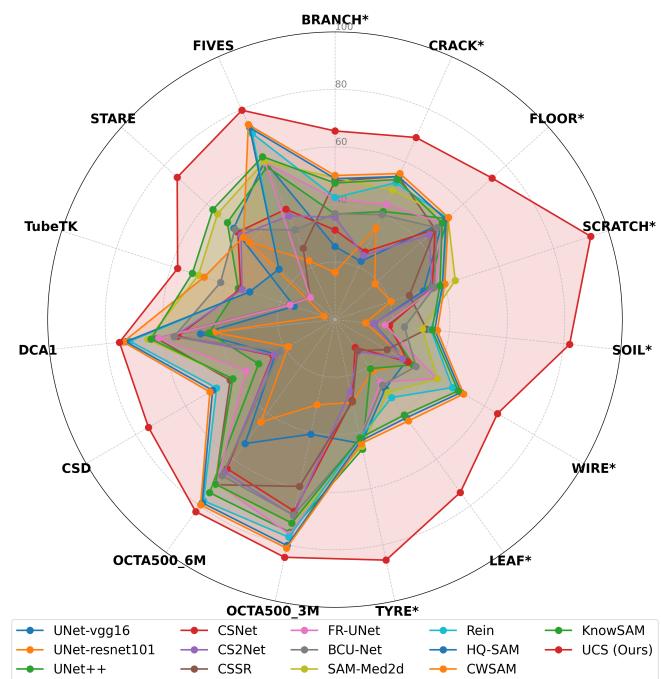 BRANCH*
100
FIVES
CRACK*
80
STARE
FLOOR*
60
40
TubeTK
SCRATCH*
DCA1
SOIL*
CSD
WIRE*
OCTA500_6M
LEAF*
OCTA500_3M
TYRE*
UNet-vgg16
CSNet
FR-UNet
Rein
KnowSAM
UNet-resnet101
CS2Net
BCU-Net
HQ-SAM
UCS (Ours)
UNet++
CSSR
SAM-Med2d
CWSAM